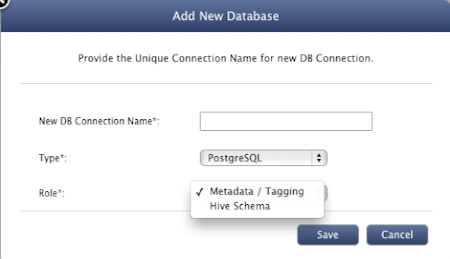 Add New Database
Provide the Unique Connection Name for new DB Connection.
New DB Connection Name*:
Type*: PostgreSQL
Role*: ✓ Metadata / Tagging
Hive Schema
Save Cancel